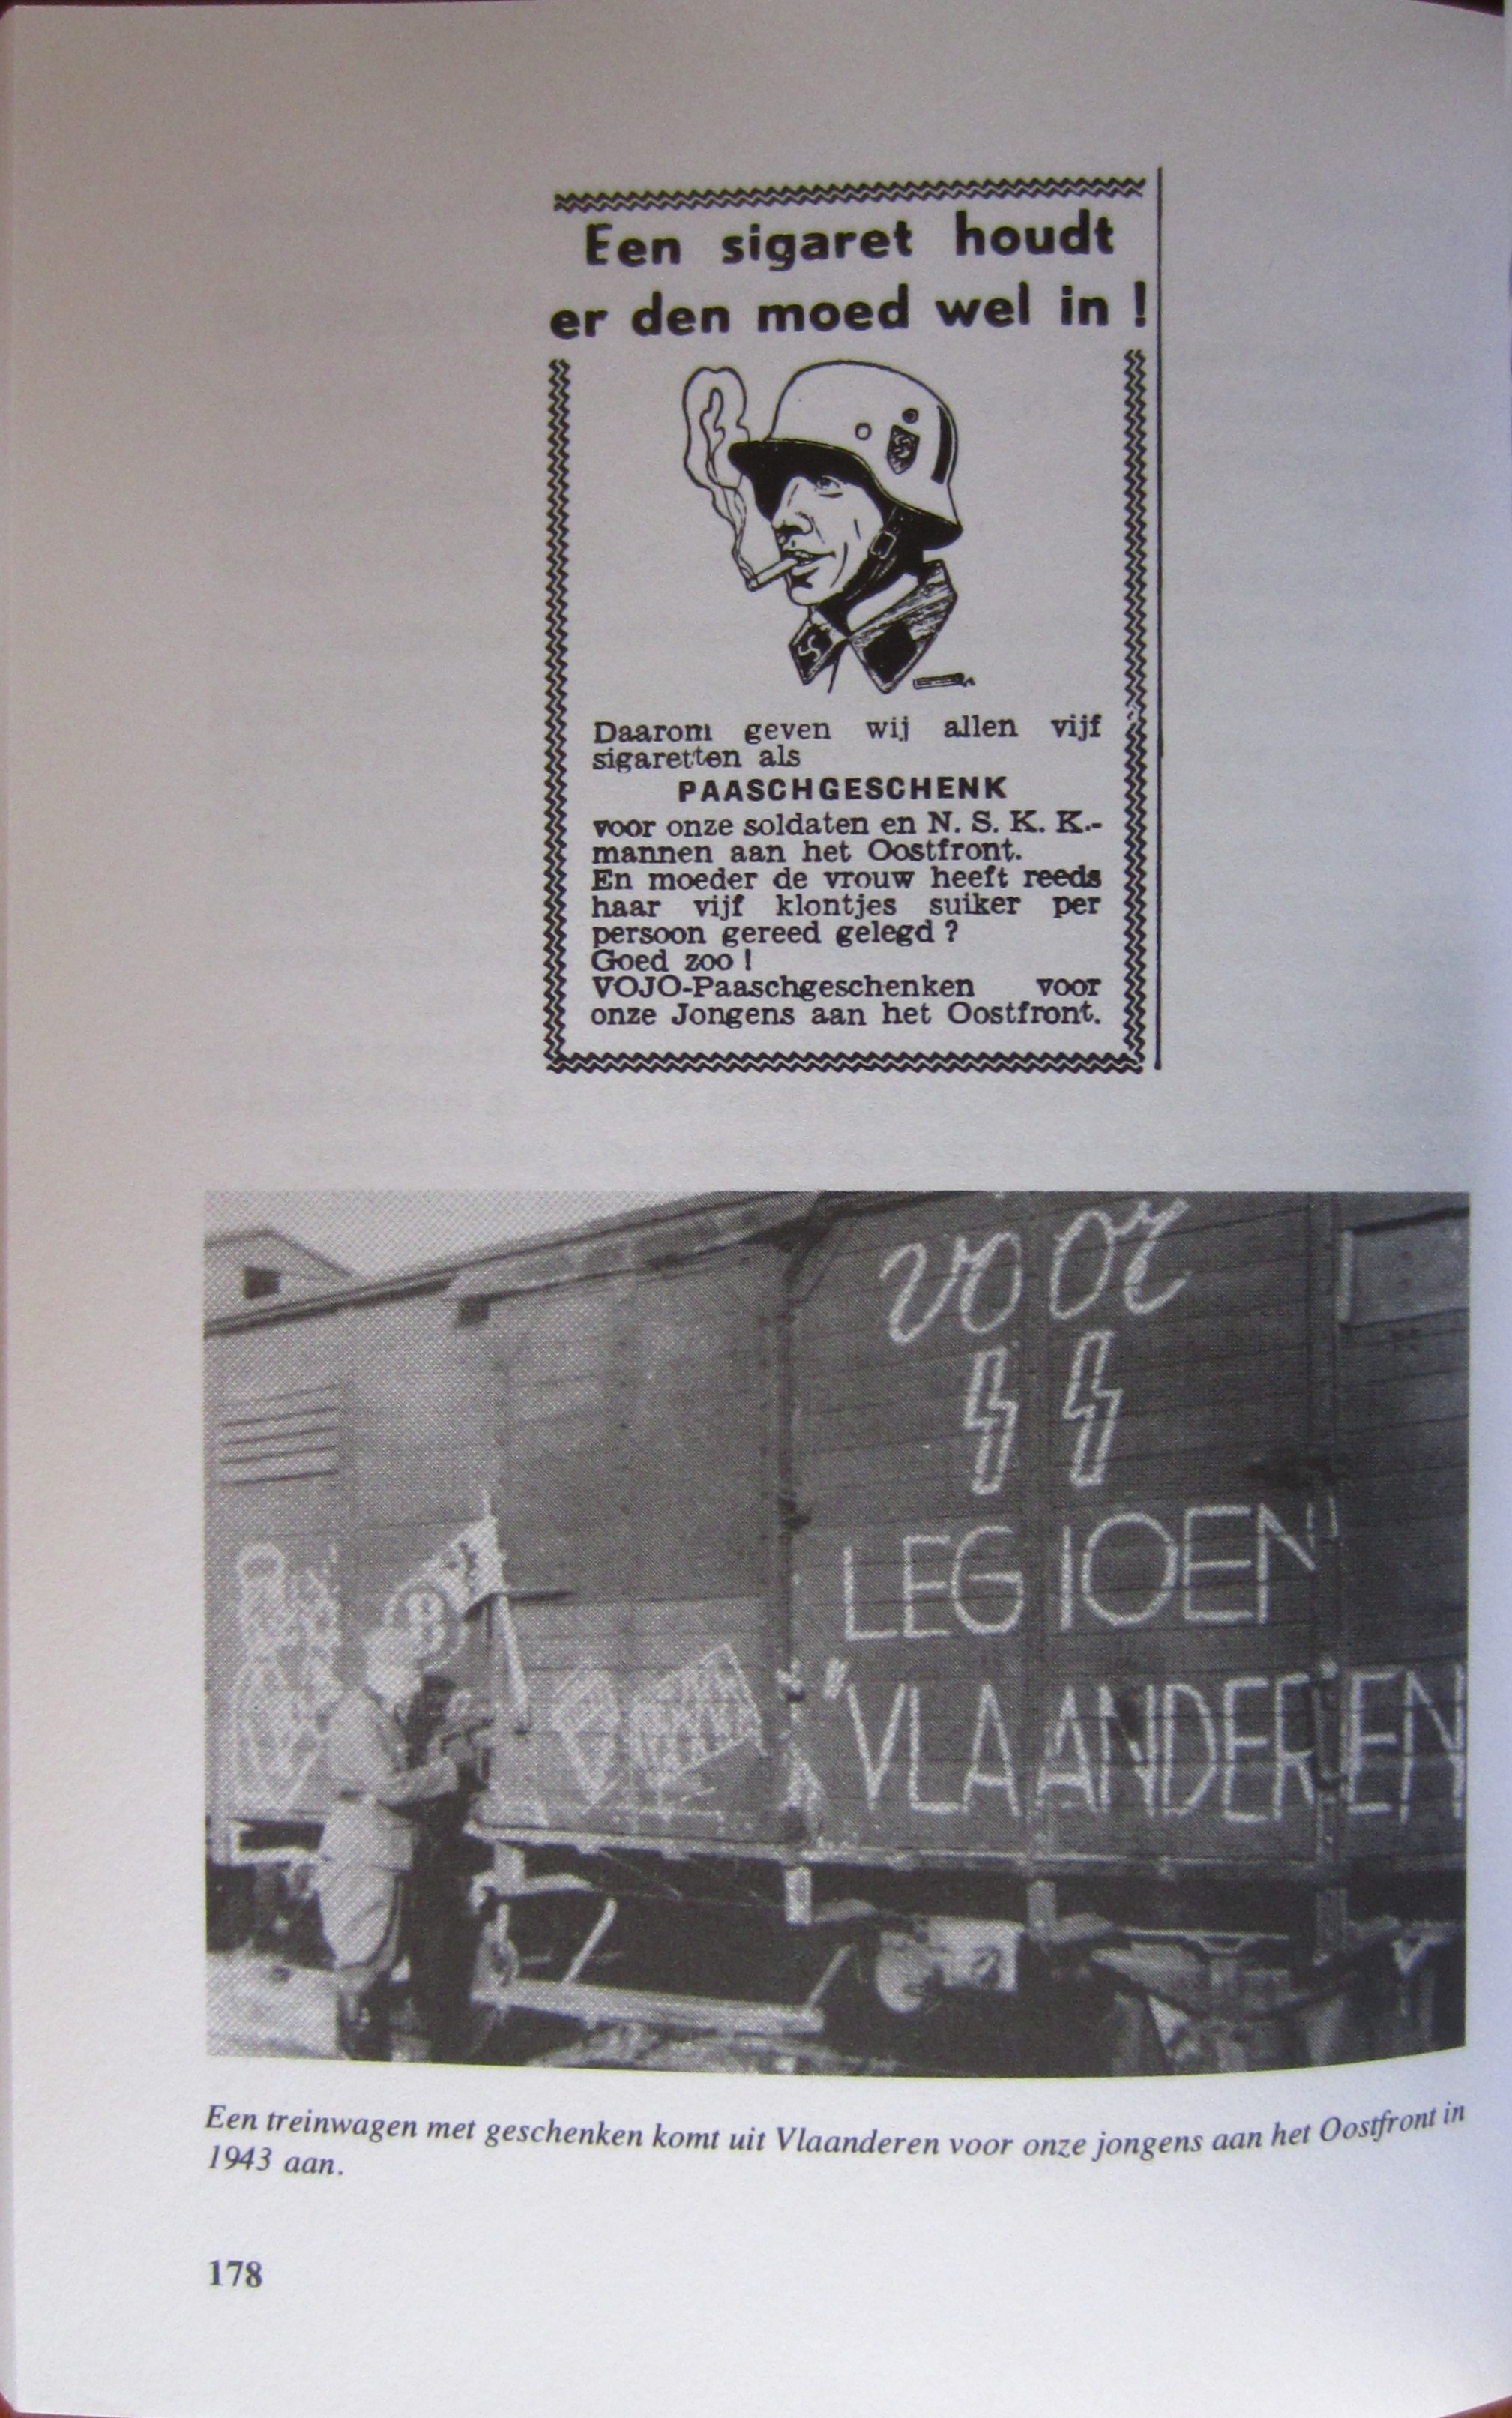 Een sigaret houdt
er den moed wel in !
Daarom geven wij allen vijf
sigaretten als
PAASCHGESCHENK
voor onze soldaten en N. S. K. K.-
mannen aan het Oostfront.
En moeder de vrouw heeft reeds
haar vijf klontjes suiker per
persoon gereed gelegd ?
Goed zoo !
VOJO-Paaschgeschenken voor
onze Jongens aan het Oostfront.
voor
SS
LEGIOEN
"VLAANDEREN
B
Een treinwagen met geschenken komt uit Vlaanderen voor onze jongens aan het Oostfront in
1943 aan.
178